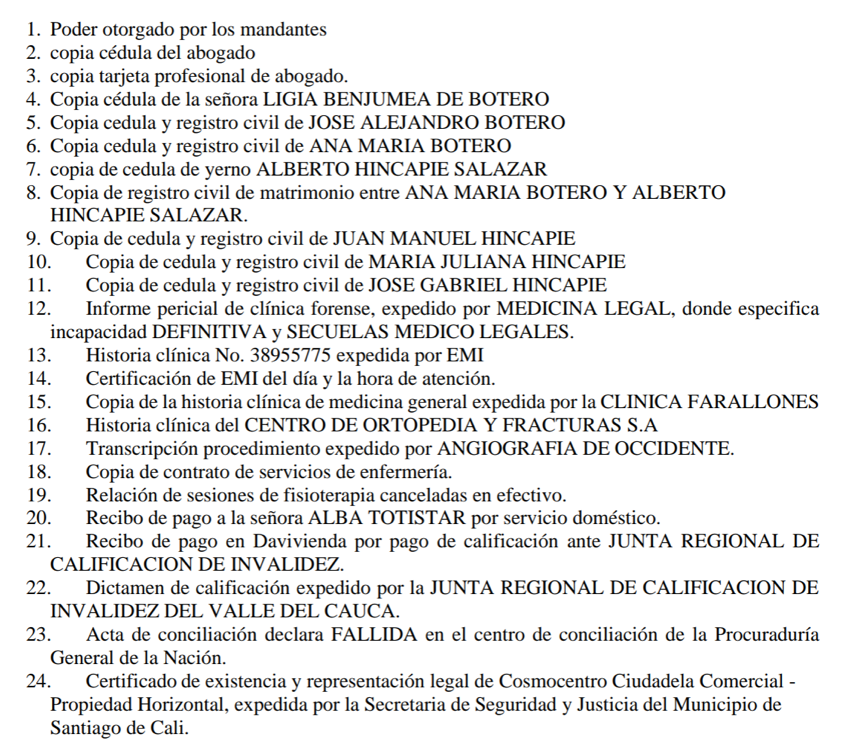 1. Poder otorgado por los mandantes
2. copia cédula del abogado
3. copia tarjeta profesional de abogado.
4. Copia cédula de la señora LIGIA BENJUMEA DE BOTERO
5. Copia cedula y registro civil de JOSE ALEJANDRO BOTERO
6. Copia cedula y registro civil de ANA MARIA BOTERO
7. copia de cedula de yerno ALBERTO HINCAPIE SALAZAR
8. Copia de registro civil de matrimonio entre ANA MARIA BOTERO Y ALBERTO
HINCAPIE SALAZAR.
9. Copia de cedula y registro civil de JUAN MANUEL HINCAPIE
10. Copia de cedula y registro civil de MARIA JULIANA HINCAPIE
11. Copia de cedula y registro civil de JOSE GABRIEL HINCAPIE
12. Informe pericial de clínica forense, expedido por MEDICINA LEGAL, donde especifica
incapacidad DEFINITIVA y SECUELAS MEDICO LEGALES.
13. Historia clínica No. 38955775 expedida por EMI
14. Certificación de EMI del día y la hora de atención.
15. Copia de la historia clínica de medicina general expedida por la CLINICA FARALLONES
16. Historia clínica del CENTRO DE ORTOPEDIA Y FRACTURAS S.A
17. Transcripción procedimiento expedido por ANGIOGRAFIA DE OCCIDENTE.
18. Copia de contrato de servicios de enfermería.
19. Relación de sesiones de fisioterapia canceladas en efectivo.
20. Recibo de pago a la señora ALBA TOTISTAR por servicio doméstico.
21. Recibo de pago en Davivienda por pago de calificación ante JUNTA REGIONAL DE
CALIFICACION DE INVALIDEZ.
22. Dictamen de calificación expedido por la JUNTA REGIONAL DE CALIFICACION DE
INVALIDEZ DEL VALLE DEL CAUCA.
23. Acta de conciliación declara FALLIDA en el centro de conciliación de la Procuraduría
General de la Nación.
24. Certificado de existencia y representación legal de Cosmocentro Ciudadela Comercial -
Propiedad Horizontal, expedida por la Secretaria de Seguridad y Justicia del Municipio de
Santiago de Cali.